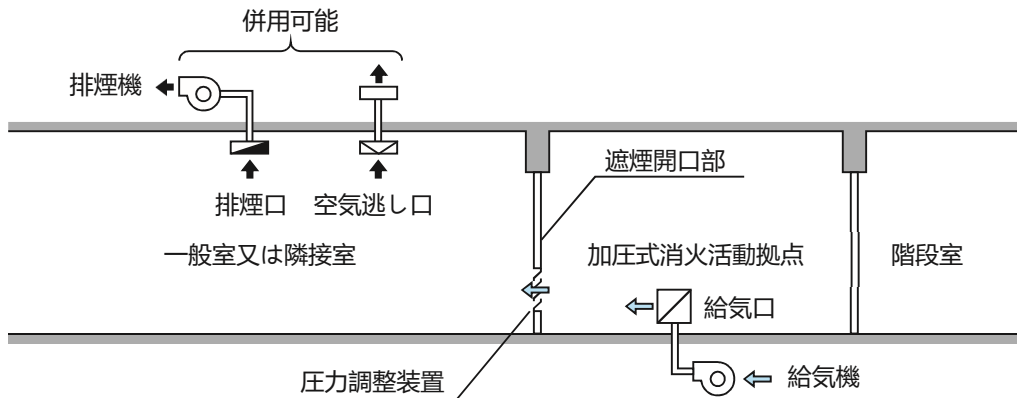 併用可能
排煙機
排煙口
空気逃し口
遮煙開口部
一般室又は隣接室
加圧式消火活動拠点
階段室
給気口
圧力調整装置
給気機